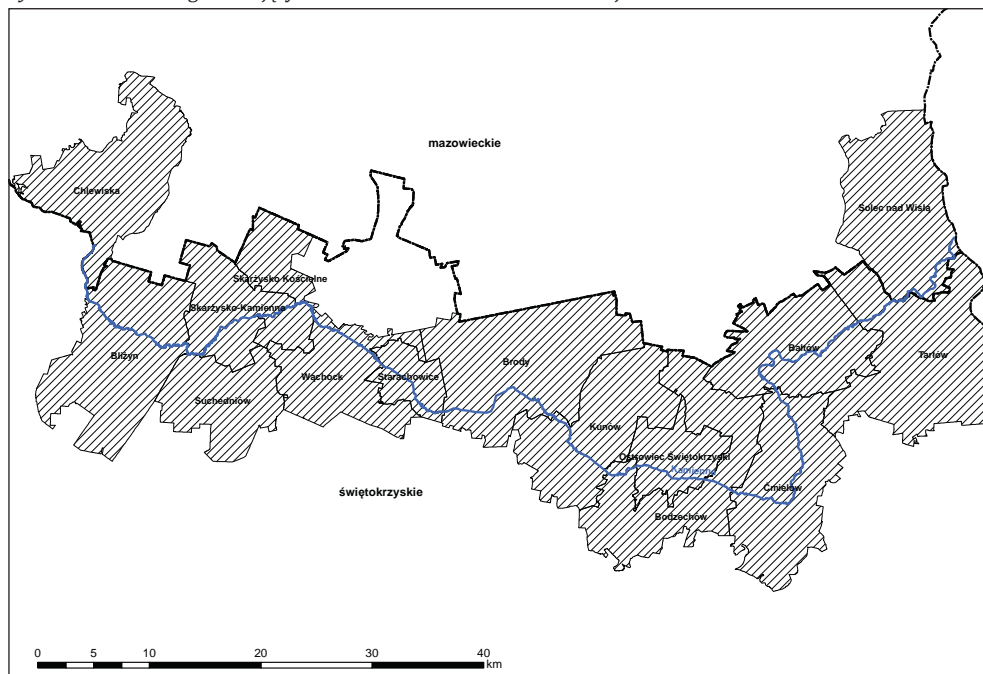 mazowieckie
Chlewiska
Solec nad Wisłą
Skarżysko Kościelne
Skarżysko-Kamienna
Bliżyn
Bałtów
Tarłów
Brody
Wąchock
Starachowice
Suchedniów
Kunów
Ostrowiec Świętokrzyski
Kamienna
Ćmielów
świętokrzyskie
Bodzechów
0 5 10 20 30 40
km